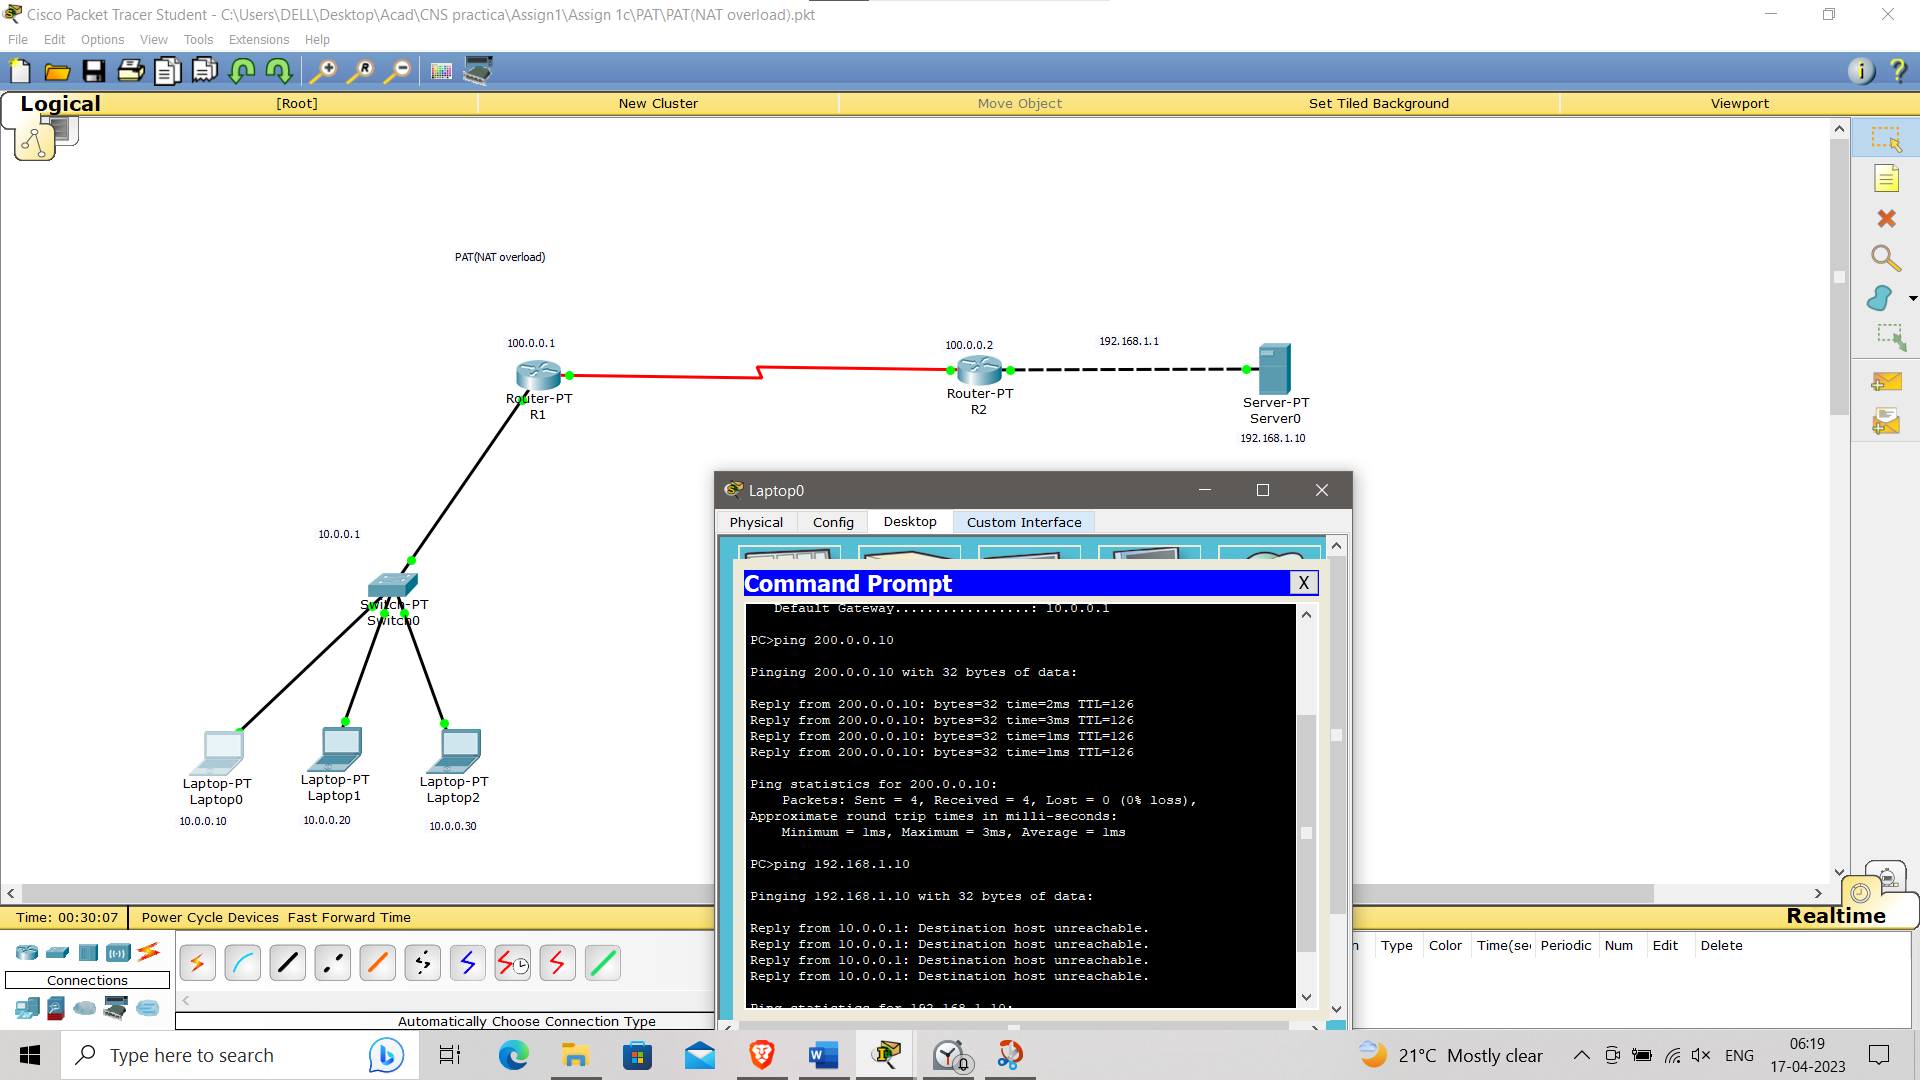 Cisco Packet Tracer Student - C:\Users\DELL\Desktop\Acad\CNS practica\Assign1\Assign 1c\PAT\PAT(NAT overload).pkt
File Edit Options View Tools Extensions Help
Logical [Root] New Cluster Move Object Set Tiled Background Viewport
PAT(NAT overload)
100.0.0.1
Router-PT
R1
100.0.0.2
Router-PT
R2
192.168.1.1
Server-PT
Server0
192.168.1.10
10.0.0.1
Switch-PT
Switch0
Laptop-PT
Laptop0
10.0.0.10
Laptop-PT
Laptop1
10.0.0.20
Laptop-PT
Laptop2
10.0.0.30
Laptop0
Physical Config Desktop Custom Interface
Command Prompt X
Default Gateway.................: 10.0.0.1
PC>ping 200.0.0.10
Pinging 200.0.0.10 with 32 bytes of data:
Reply from 200.0.0.10: bytes=32 time=2ms TTL=126
Reply from 200.0.0.10: bytes=32 time=3ms TTL=126
Reply from 200.0.0.10: bytes=32 time=1ms TTL=126
Reply from 200.0.0.10: bytes=32 time=1ms TTL=126
Ping statistics for 200.0.0.10:
Packets: Sent = 4, Received = 4, Lost = 0 (0% loss),
Approximate round trip times in milli-seconds:
Minimum = 1ms, Maximum = 3ms, Average = 1ms
PC>ping 192.168.1.10
Pinging 192.168.1.10 with 32 bytes of data:
Reply from 10.0.0.1: Destination host unreachable.
Reply from 10.0.0.1: Destination host unreachable.
Reply from 10.0.0.1: Destination host unreachable.
Reply from 10.0.0.1: Destination host unreachable.
Ping statistics for 192.168.1.10:
Time: 00:30:07 Power Cycle Devices Fast Forward Time
Realtime
n Type Color Time(sec Periodic Num Edit Delete
Connections
Automatically Choose Connection Type
Type here to search
21°C Mostly clear
ENG
06:19
17-04-2023